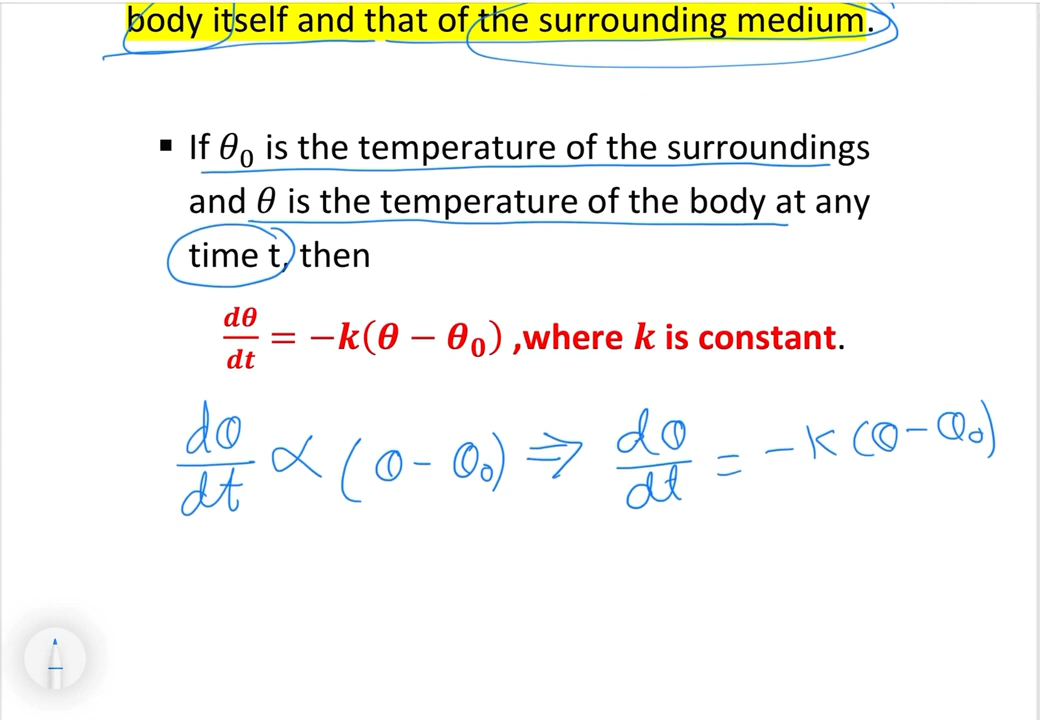 body itself and that of the surrounding medium.
▪ If θ₀ is the temperature of the surroundings
and θ is the temperature of the body at any
time t, then
dθ/dt = −k(θ − θ₀) ,where k is constant.
dθ/dt ∝ (θ − θ₀) ⇒ dθ/dt = −k(θ − θ₀)